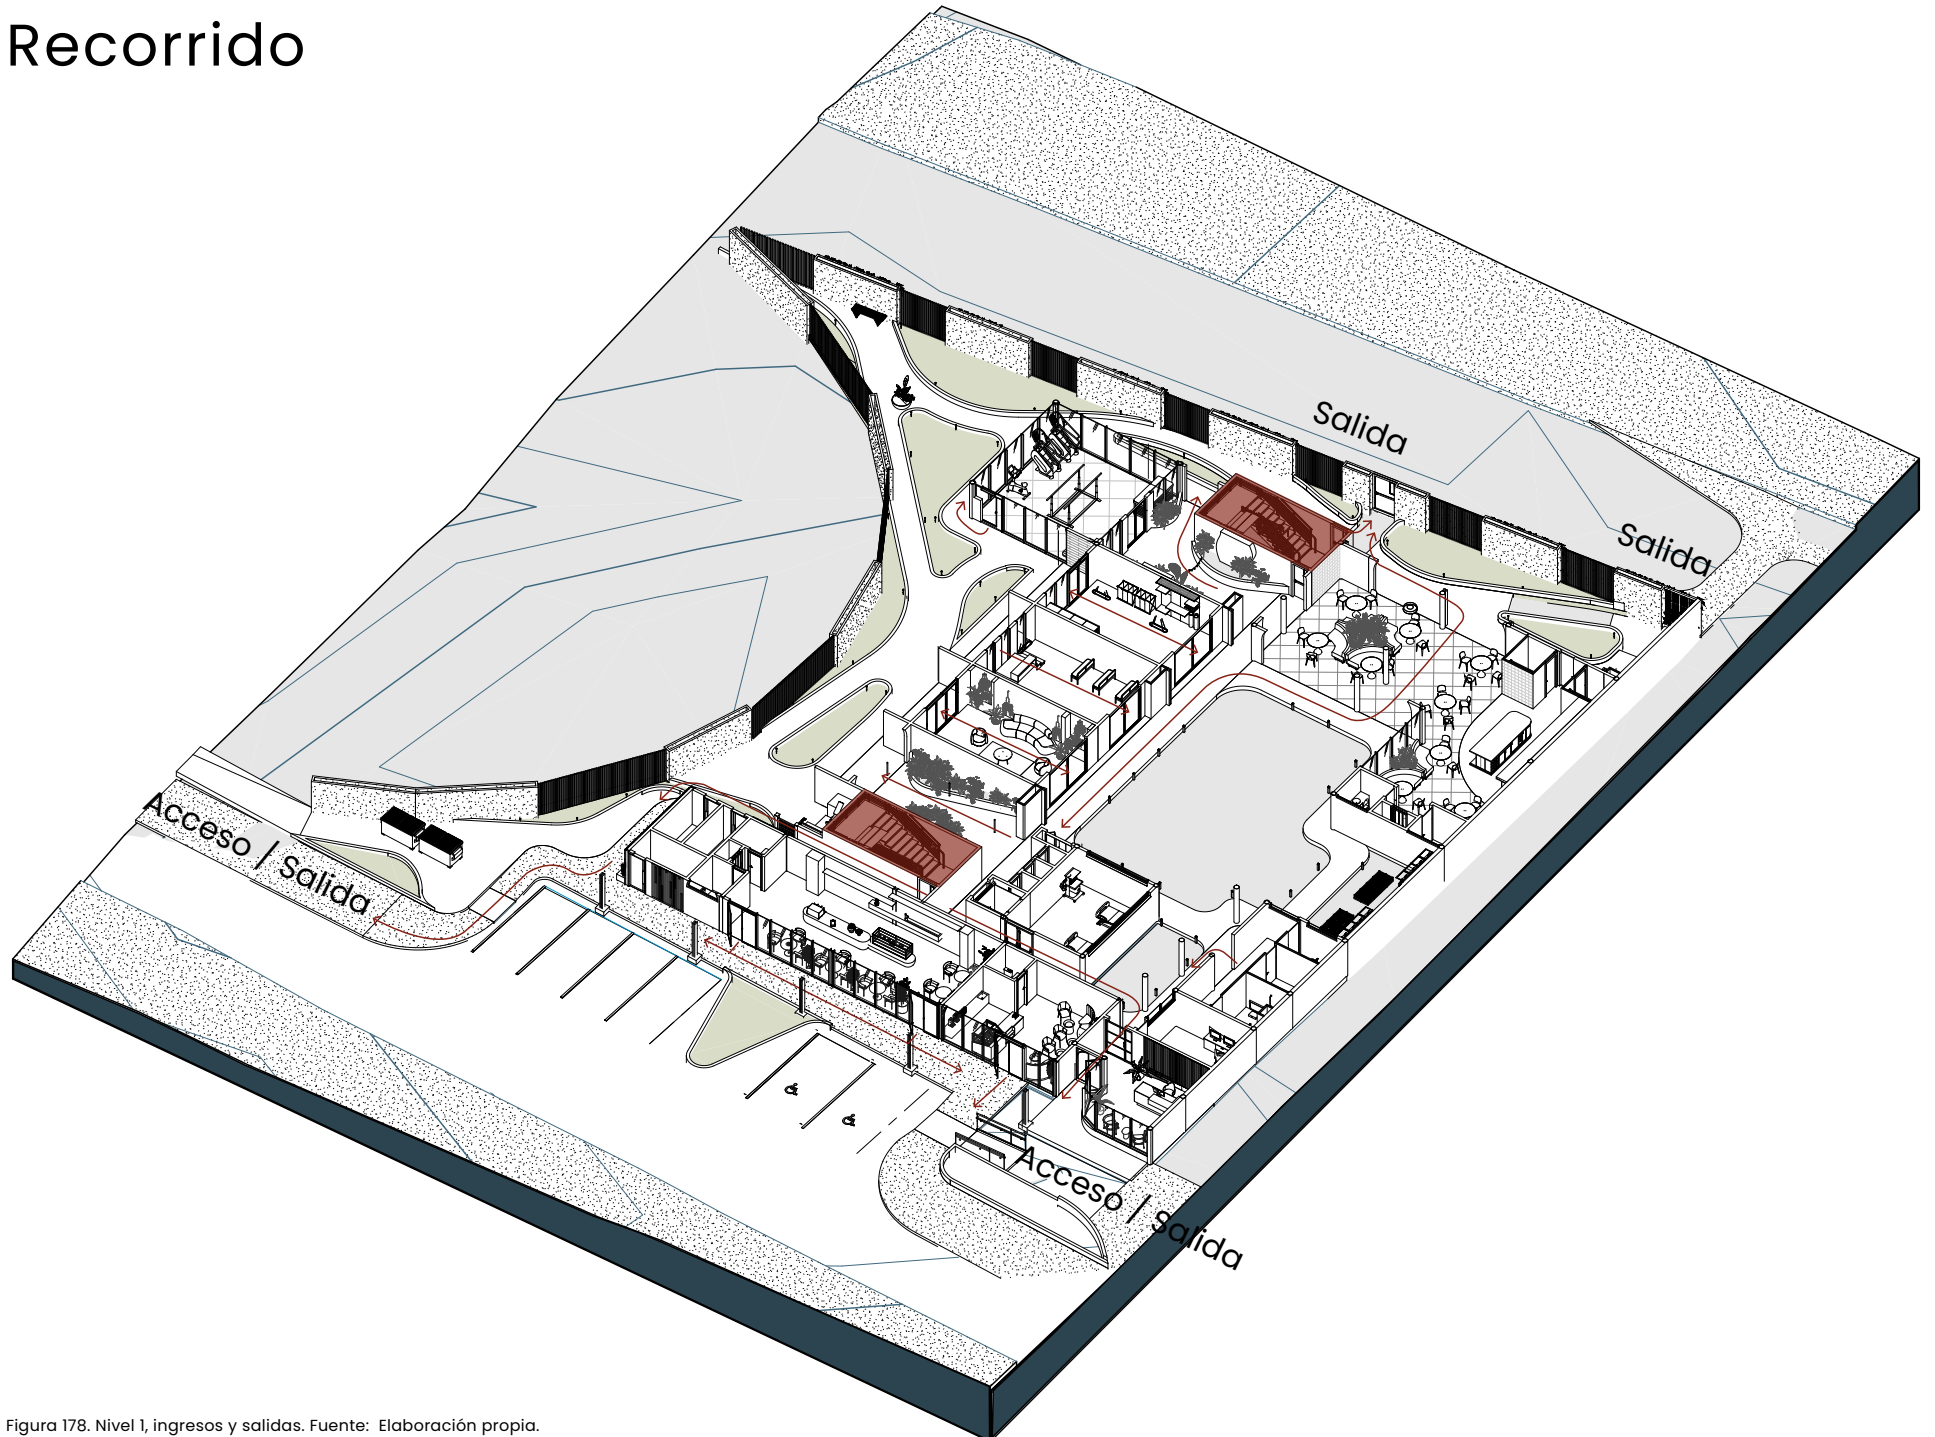 Recorrido
Salida
Salida
Acceso / Salida
Acceso / Salida
Figura 178. Nivel 1, ingresos y salidas. Fuente:  Elaboración propia.